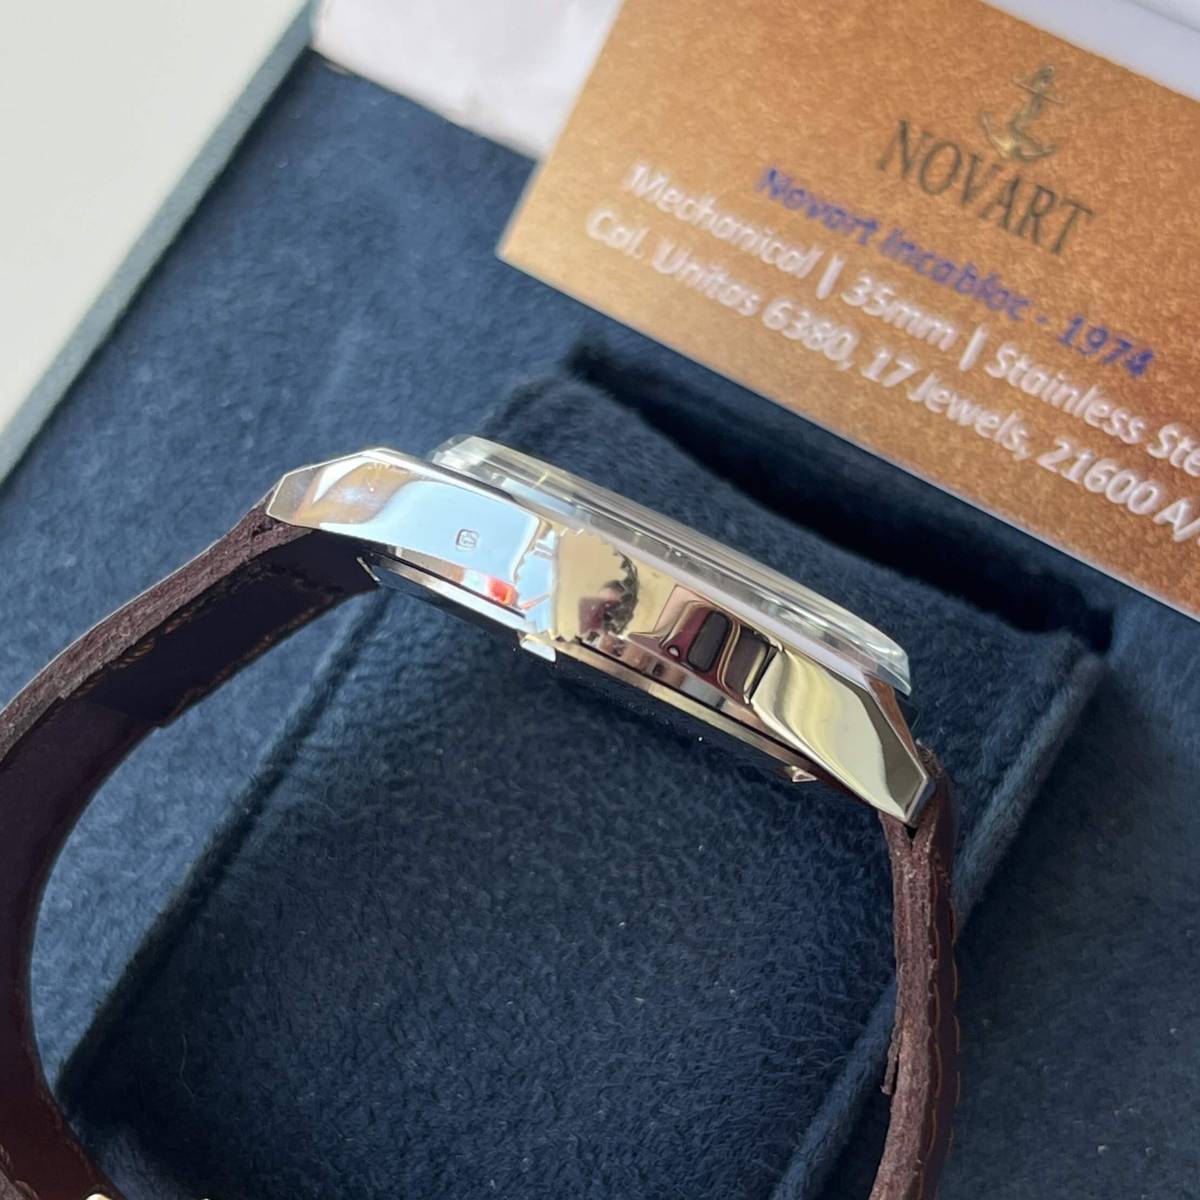 NOVART
Novart Incabloc - 1974
Mechanical | 35mm | Stainless Ste
Cal. Unitas 6380, 17 Jewels, 21600 A/